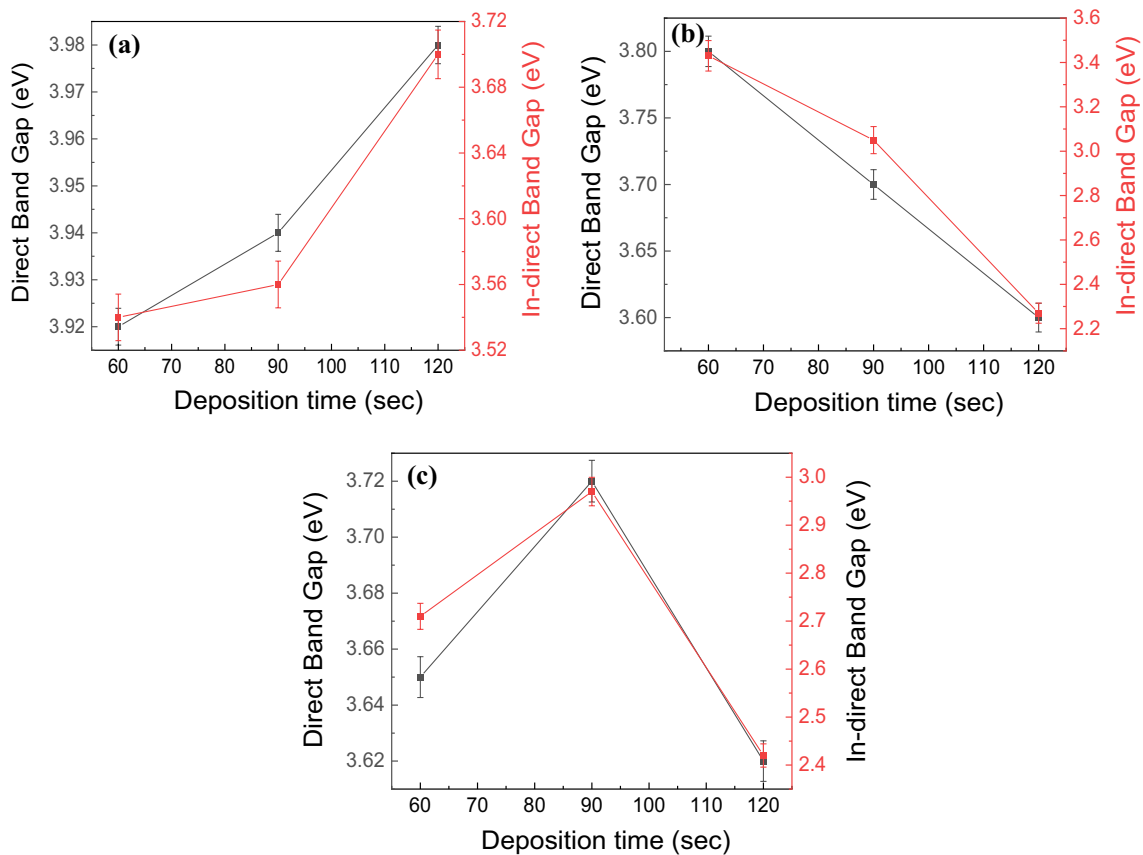 (a)
Direct Band Gap (eV)
3.98
3.97
3.96
3.95
3.94
3.93
3.92
3.72
3.68
3.64
3.60
3.56
3.52
In-direct Band Gap (eV)
60 70 80 90 100 110 120
Deposition time (sec)
(b)
Direct Band Gap (eV)
3.80
3.75
3.70
3.65
3.60
3.6
3.4
3.2
3.0
2.8
2.6
2.4
2.2
In-direct Band Gap (eV)
60 70 80 90 100 110 120
Deposition time (sec)
(c)
Direct Band Gap (eV)
3.72
3.70
3.68
3.66
3.64
3.62
3.0
2.9
2.8
2.7
2.6
2.5
2.4
In-direct Band Gap (eV)
60 70 80 90 100 110 120
Deposition time (sec)